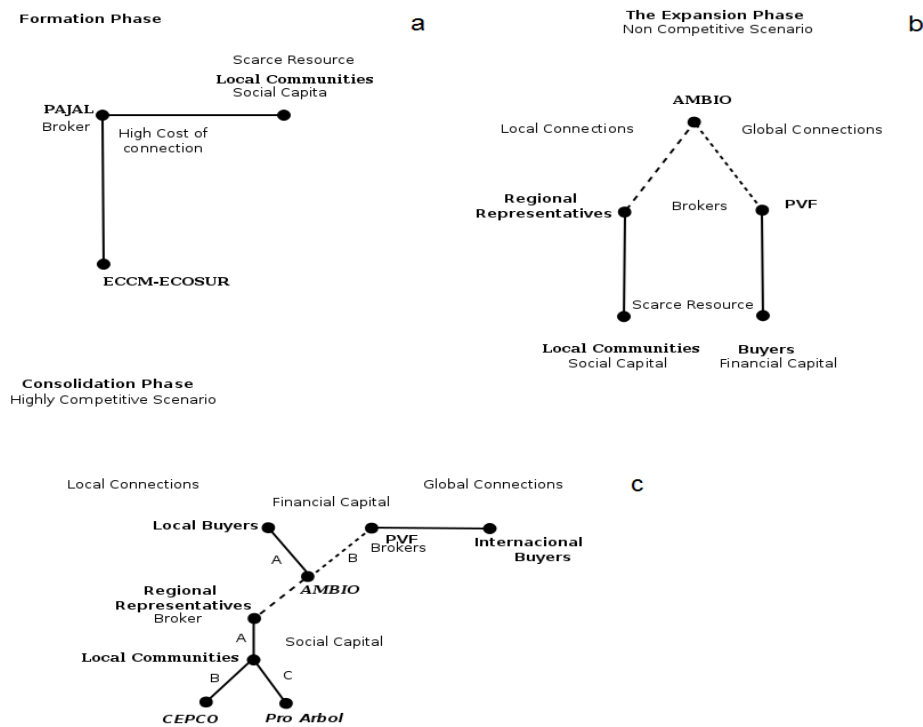 Formation Phase
a
Scarce Resource
Local Communities
Social Capita
PAJAL
Broker
High Cost of
connection
ECCM-ECOSUR
The Expansion Phase
Non Competitive Scenario
b
AMBIO
Local Connections
Global Connections
Regional
Representatives
Brokers
PVF
Scarce Resource
Local Communities
Social Capital
Buyers
Financial Capital
Consolidation Phase
Highly Competitive Scenario
c
Local Connections
Financial Capital
Global Connections
Local Buyers
PVF
Brokers
Internacional
Buyers
A
B
AMBIO
Regional
Representatives
Broker
A
Social Capital
Local Communities
B
C
CEPCO
Pro Arbol